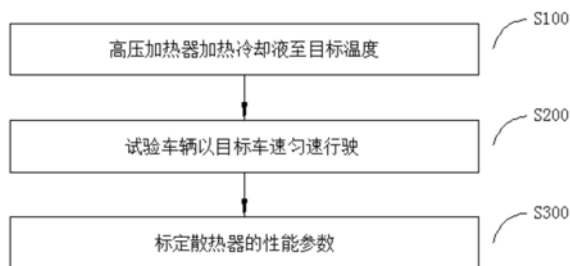 S100
高压加热器加热冷却液至目标温度
S200
试验车辆以目标车速匀速行驶
S300
标定散热器的性能参数